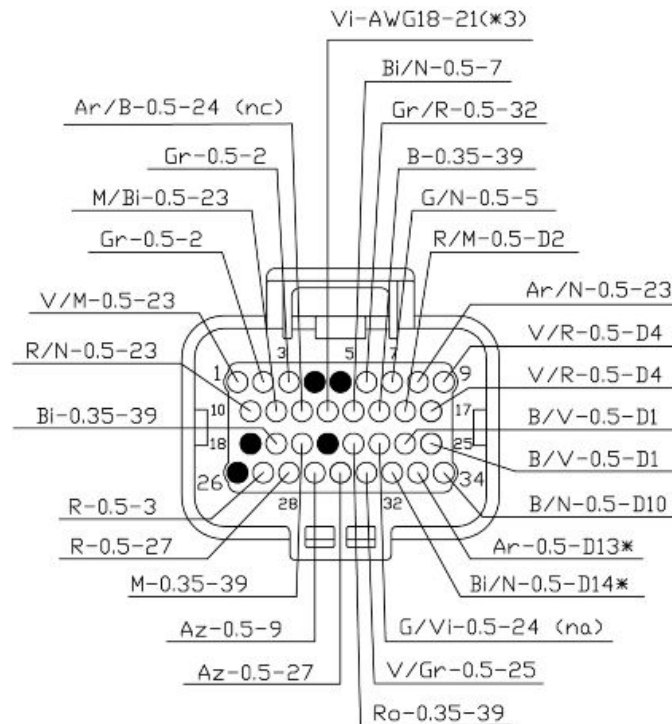 Vi-AWG18-21(*3)
Bi/N-0.5-7
Ar/B-0.5-24 (nc)
Gr/R-0.5-32
Gr-0.5-2
B-0.35-39
M/Bi-0.5-23
G/N-0.5-5
Gr-0.5-2
R/M-0.5-D2
V/M-0.5-23
Ar/N-0.5-23
R/N-0.5-23
V/R-0.5-D4
3 5 7
1 9
V/R-0.5-D4
10 17
Bi-0.35-39
B/V-0.5-D1
18 25
B/V-0.5-D1
26 34
28 32
R-0.5-3
B/N-0.5-D10
R-0.5-27
Ar-0.5-D13*
M-0.35-39
Bi/N-0.5-D14*
Az-0.5-9
G/Vi-0.5-24 (na)
Az-0.5-27
V/Gr-0.5-25
Ro-0.35-39